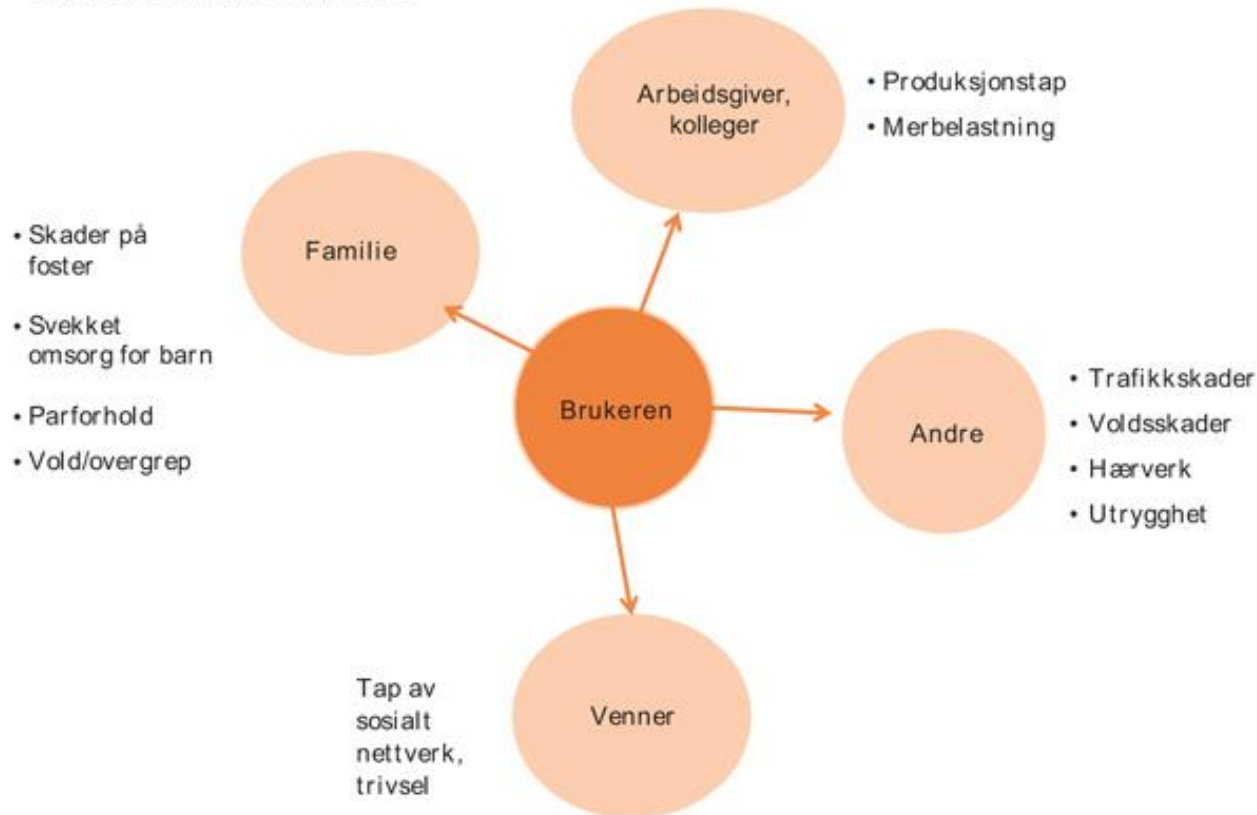 Arbeidsgiver,
kolleger
• Produksjonstap
• Merbelastning
Familie
• Skader på
foster
• Svekket
omsorg for barn
• Parforhold
• Vold/overgrep
Brukeren
Andre
• Trafikkskader
• Voldsskader
• Hærverk
• Utrygghet
Venner
Tap av
sosialt
nettverk,
trivsel